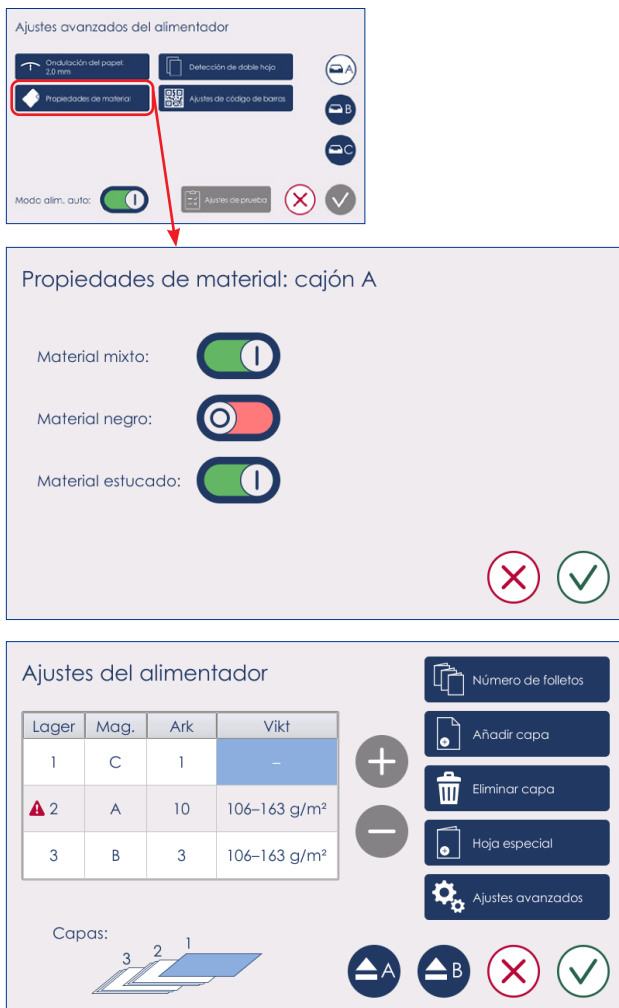 Ajustes avanzados del alimentador
Ondulación del papel:
2,0 mm
Detección de doble hoja
A
Propiedades de material
Ajustes de código de barras
B
C
Modo alim. auto:
Ajustes de prueba
Propiedades de material: cajón A
Material mixto:
Material negro:
Material estucado:
Ajustes del alimentador
Número de folletos
Lager Mag. Ark Vikt
1 C 1 –
2 A 10 106–163 g/m²
3 B 3 106–163 g/m²
Añadir capa
Eliminar capa
Hoja especial
Ajustes avanzados
Capas:
3 2 1
A B